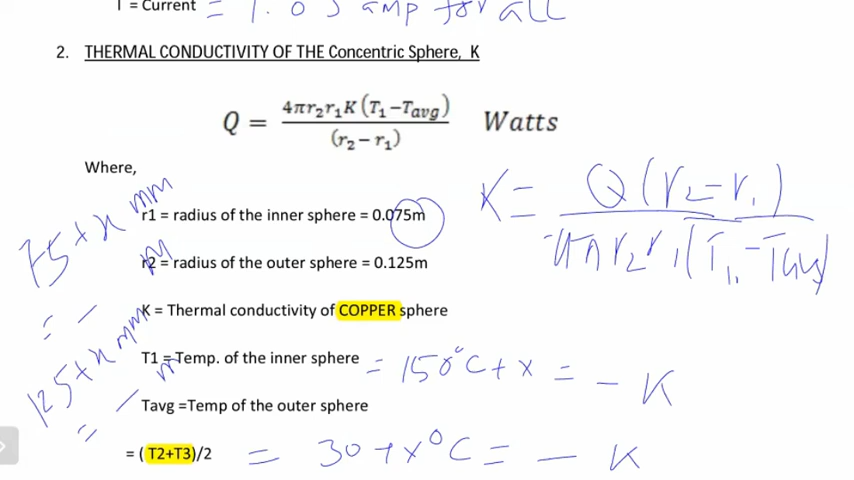 I = Current = 1.05 amp for all
2. THERMAL CONDUCTIVITY OF THE Concentric Sphere, K
Q = 4πr₂r₁K(T₁−Tavg) / (r₂−r₁) Watts
Where,
75+x mm = – m
r1 = radius of the inner sphere = 0.075m
K = Q(r₂−r₁) / 4πr₂r₁(T₁−Tavg)
r2 = radius of the outer sphere = 0.125m
K = Thermal conductivity of COPPER sphere
125+x mm = – m
T1 = Temp. of the inner sphere = 150°C + x = – K
Tavg =Temp of the outer sphere
= ( T2+T3)/2 = 30+x°C = – K